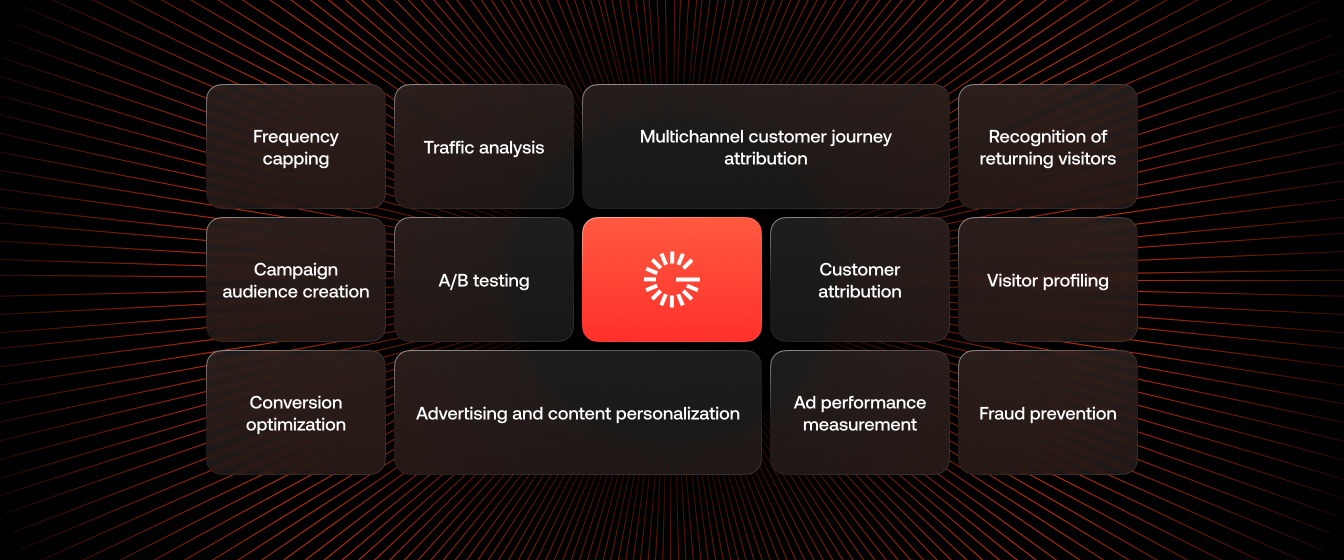 Frequency
capping
Traffic analysis
Multichannel customer journey
attribution
Recognition of
returning visitors
Campaign
audience creation
A/B testing
Customer
attribution
Visitor profiling
Conversion
optimization
Advertising and content personalization
Ad performance
measurement
Fraud prevention